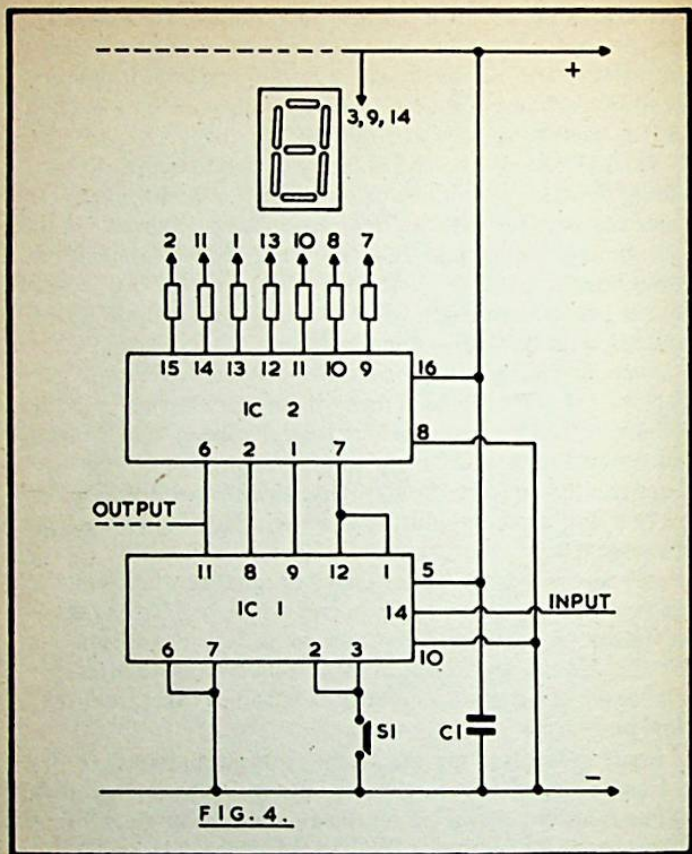 +
3, 9, 14
2 11 1 13 10 8 7
15 14 13 12 11 10 9
16
IC 2
8
6 2 1 7
OUTPUT
11 8 9 12 1
5
IC 1
14
INPUT
10
6 7 2 3
S1
C1
−
FIG. 4.